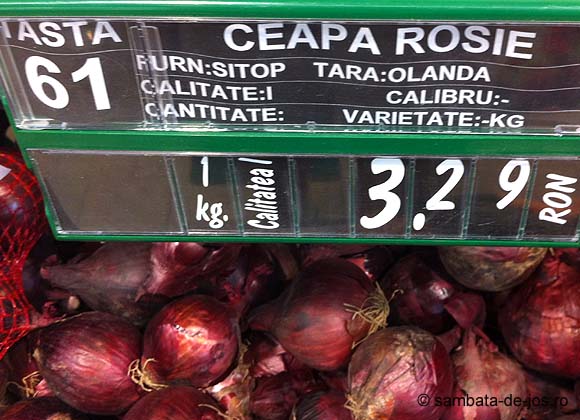 TASTA
61
CEAPA ROSIE
FURN:SITOP TARA:OLANDA
CALITATE:I CALIBRU:-
CANTITATE: VARIETATE:-KG
1 kg. Calitatea I 3,29 RON
© sambata-de-jos.ro